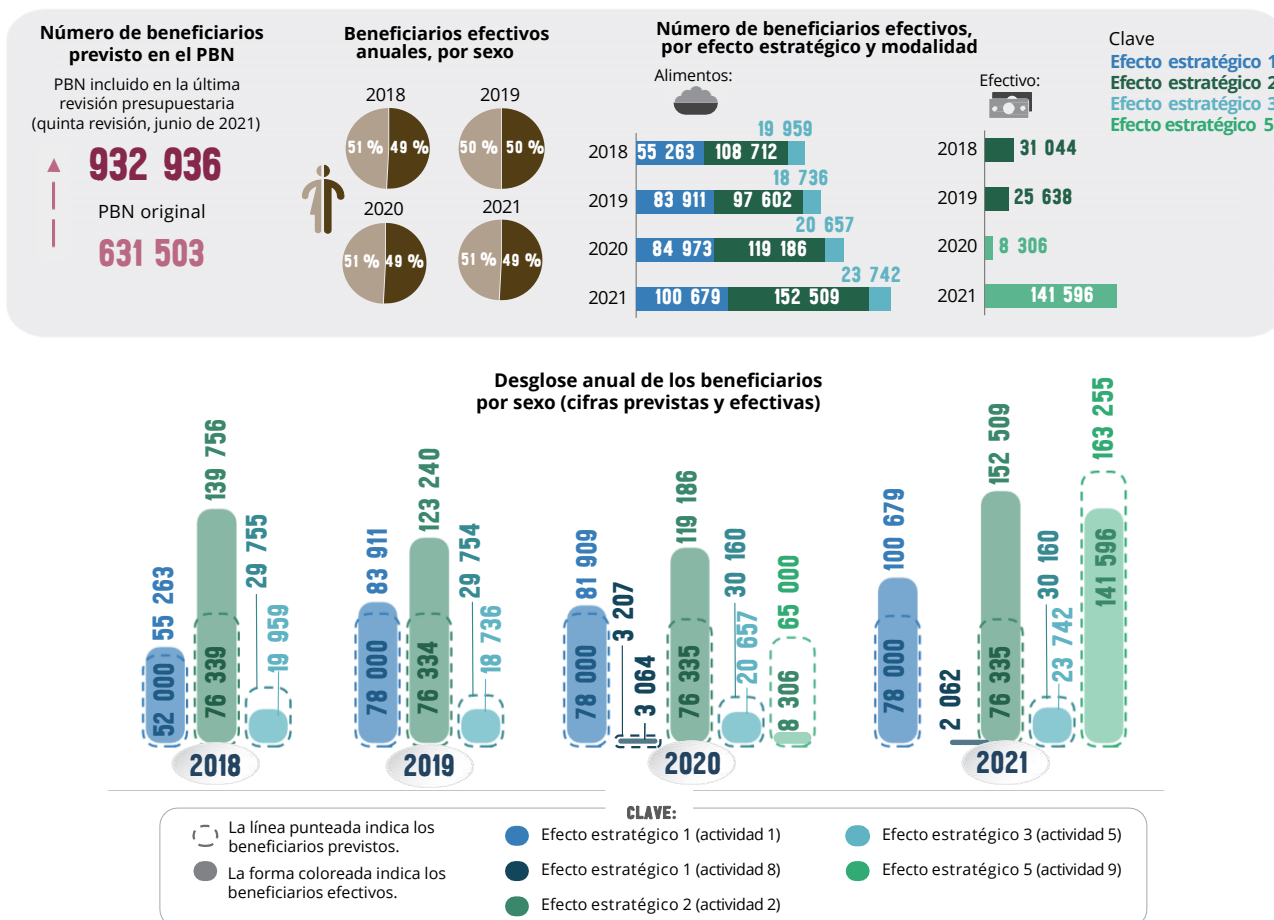 Número de beneficiarios
previsto en el PBN
PBN incluido en la última
revisión presupuestaria
(quinta revisión, junio de 2021)
932 936
PBN original
631 503
Beneficiarios efectivos
anuales, por sexo
2018
51 % 49 %
2019
50 % 50 %
2020
51 % 49 %
2021
51 % 49 %
Número de beneficiarios efectivos,
por efecto estratégico y modalidad
Alimentos:
19 959
2018 55 263 108 712
18 736
2019 83 911 97 602
20 657
2020 84 973 119 186
23 742
2021 100 679 152 509
Efectivo:
2018 31 044
2019 25 638
2020 8 306
2021 141 596
Clave
Efecto estratégico 1
Efecto estratégico 2
Efecto estratégico 3
Efecto estratégico 5
Desglose anual de los beneficiarios
por sexo (cifras previstas y efectivas)
55 263
52 000
139 756
76 339
29 755
19 959
2018
83 911
78 000
123 240
76 334
29 754
18 736
2019
81 909
78 000
3 207
3 064
119 186
76 335
30 160
20 657
65 000
8 306
2020
100 679
78 000
2 062
152 509
76 335
30 160
23 742
163 255
141 596
2021
CLAVE:
La línea punteada indica los
beneficiarios previstos.
La forma coloreada indica los
beneficiarios efectivos.
Efecto estratégico 1 (actividad 1)
Efecto estratégico 1 (actividad 8)
Efecto estratégico 2 (actividad 2)
Efecto estratégico 3 (actividad 5)
Efecto estratégico 5 (actividad 9)